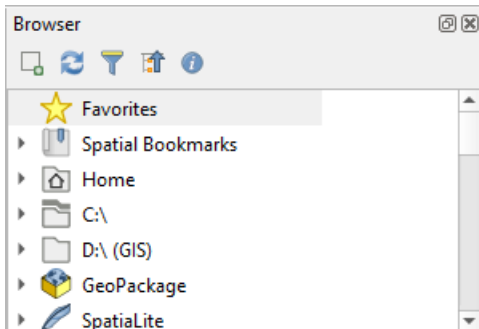 Browser
Favorites
Spatial Bookmarks
Home
C:\
D:\ (GIS)
GeoPackage
SpatiaLite